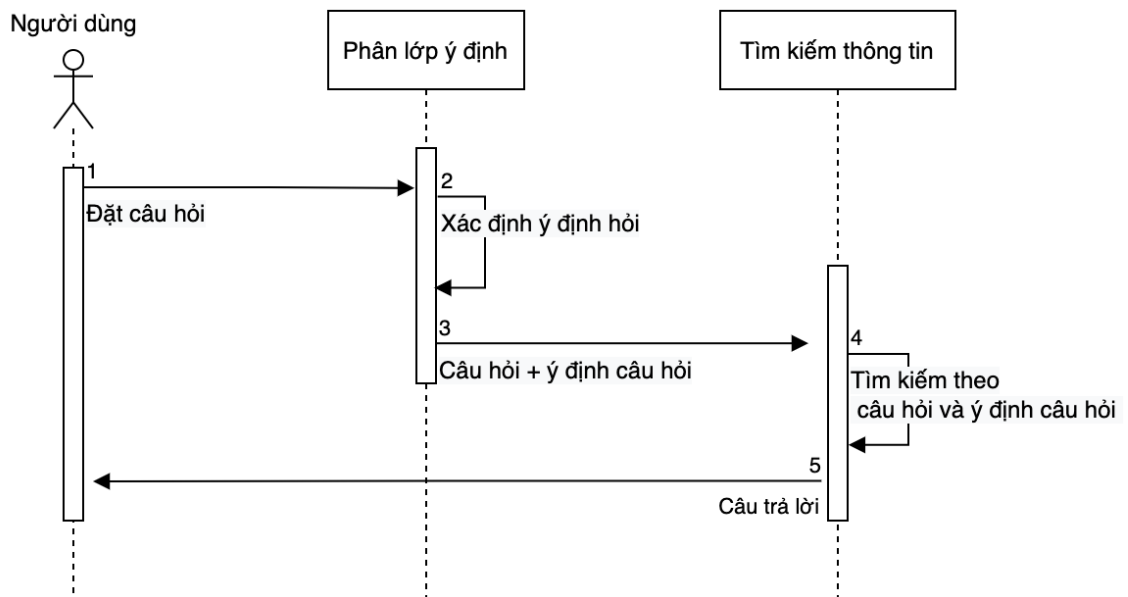 Người dùng
Phân lớp ý định
Tìm kiếm thông tin
1
Đặt câu hỏi
2
Xác định ý định hỏi
3
Câu hỏi + ý định câu hỏi
4
Tìm kiếm theo
câu hỏi và ý định câu hỏi
5
Câu trả lời